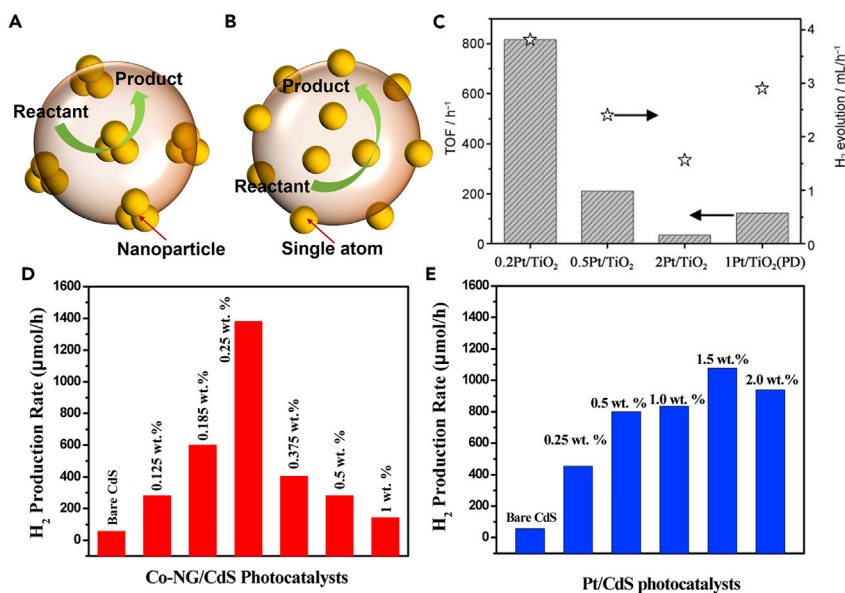 A
Product
Reactant
Nanoparticle
B
Product
Reactant
Single atom
C
TOF / h⁻¹
800
600
400
200
0
4
3
2
1
0
H₂ evolution / mL/h
0.2Pt/TiO₂ 0.5Pt/TiO₂ 2Pt/TiO₂ 1Pt/TiO₂(PD)
D
H₂ Production Rate (μmol/h)
1600
1400
1200
1000
800
600
400
200
0
Bare CdS
0.125 wt.%
0.185 wt.%
0.25 wt. %
0.375 wt.%
0.5 wt. %
1 wt. %
Co-NG/CdS Photocatalysts
E
H₂ Production Rate (μmol/h)
1600
1400
1200
1000
800
600
400
200
0
Bare CdS
0.25 wt. %
0.5 wt.%
1.0 wt.%
1.5 wt.%
2.0 wt.%
Pt/CdS photocatalysts